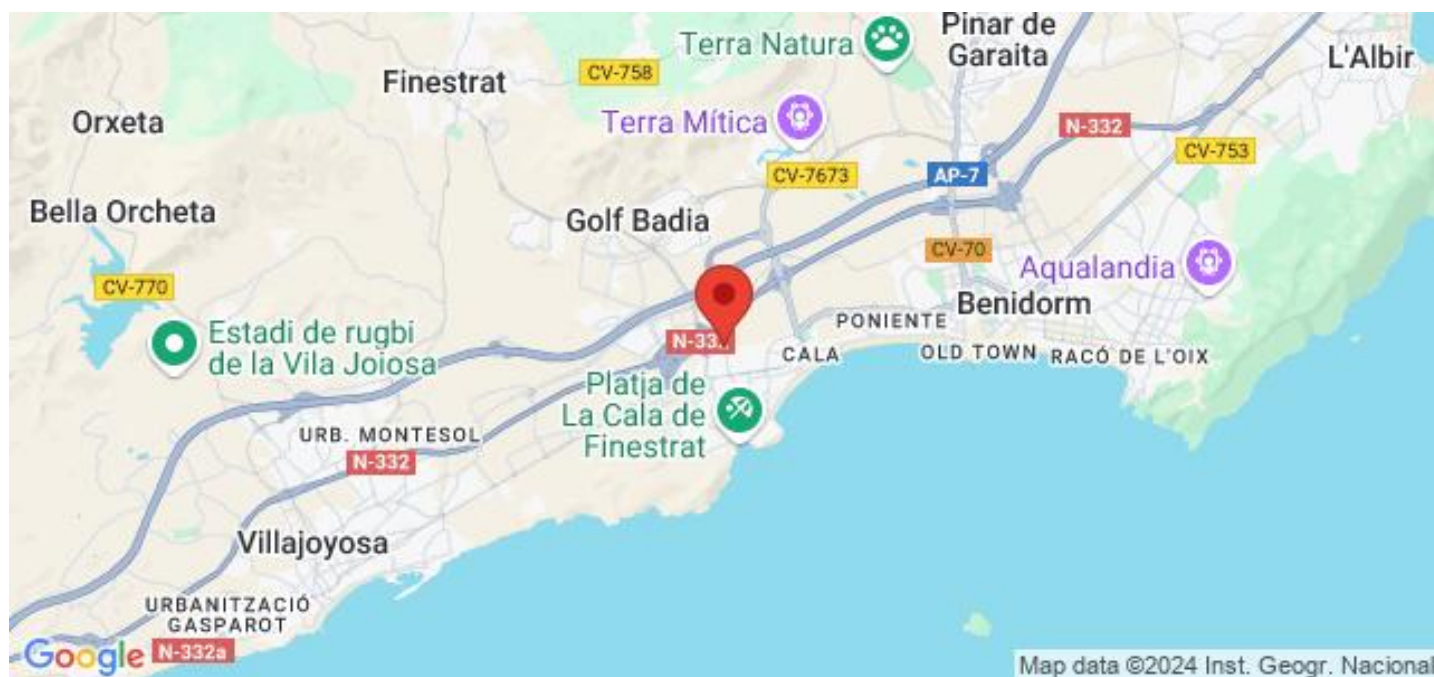 Terra Natura
Pinar de
Garaita
L'Albir
Finestrat
CV-758
Orxeta
Terra Mítica
N-332
CV-753
CV-7673
AP-7
Bella Orcheta
Golf Badia
CV-70
Aqualandia
CV-770
Benidorm
PONIENTE
Estadi de rugbi
de la Vila Joiosa
CALA
OLD TOWN
RACÓ DE L'OIX
Platja de
La Cala de
Finestrat
URB. MONTESOL
N-332
Villajoyosa
URBANITZACIÓ
GASPAROT
Google
N-332a
Map data ©2024 Inst. Geogr. Nacional